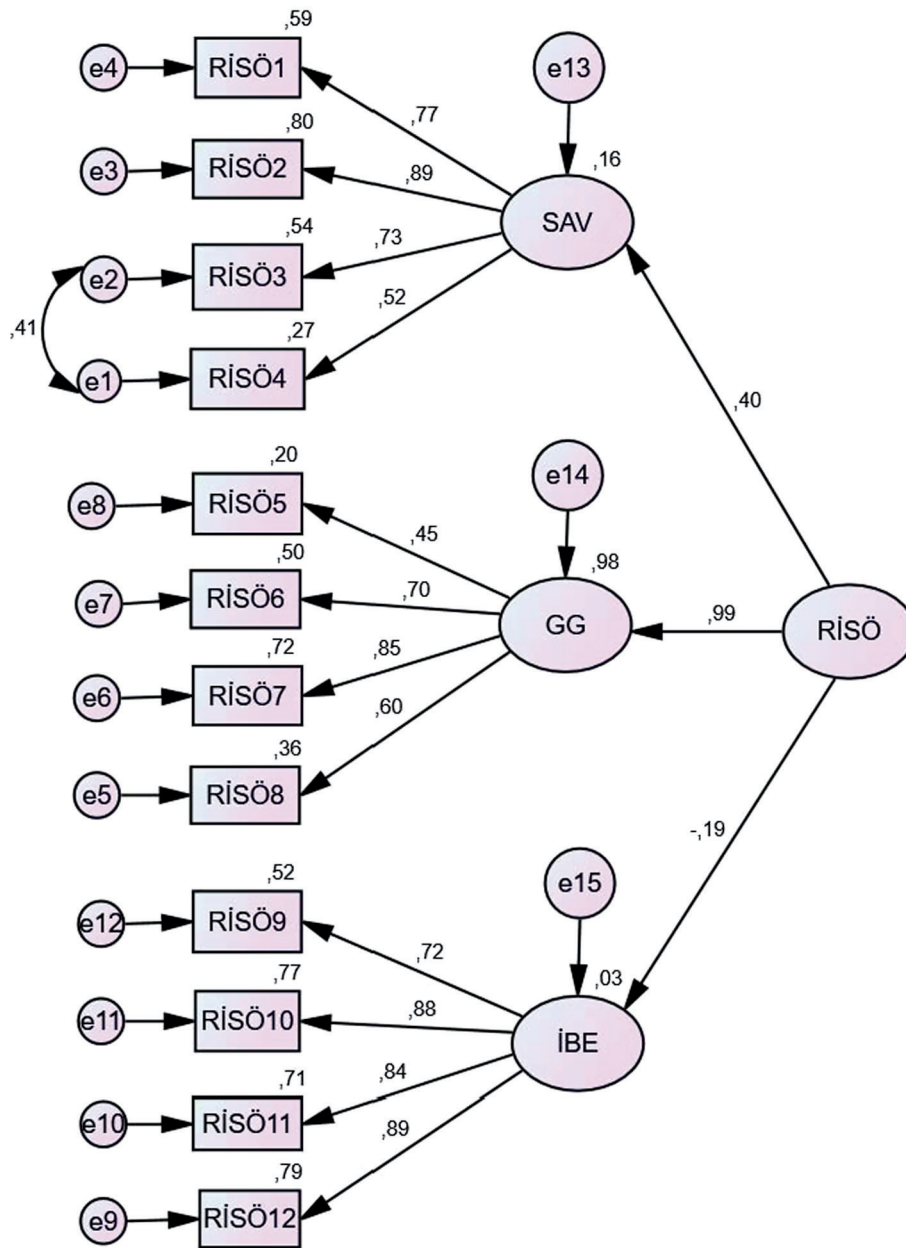 ,59
e4
RİSÖ1
e13
,77
,80
e3
RİSÖ2
,89
,16
SAV
,54
e2
RİSÖ3
,73
,41
,52
,27
e1
RİSÖ4
,40
,20
e14
e8
RİSÖ5
,45
,50
,98
e7
RİSÖ6
,70
GG
,99
RİSÖ
,72
e6
RİSÖ7
,85
,60
,36
e5
RİSÖ8
-,19
,52
e15
e12
RİSÖ9
,72
,77
,03
e11
RİSÖ10
,88
İBE
,71
,84
e10
RİSÖ11
,89
,79
e9
RİSÖ12